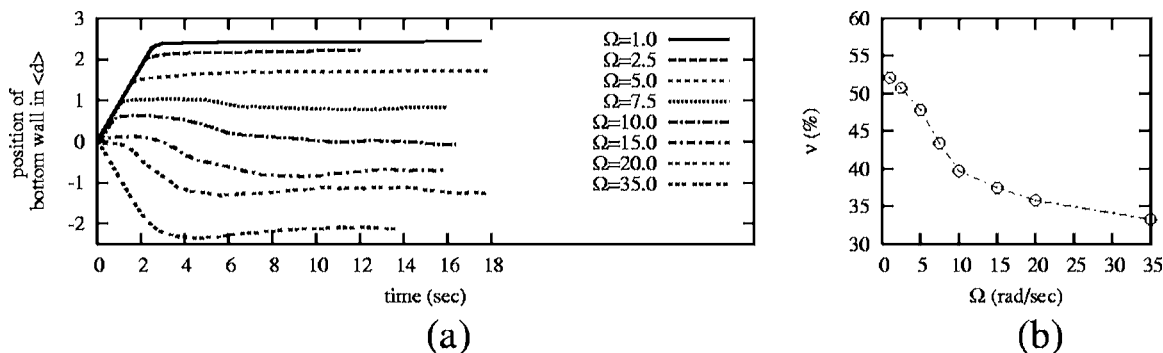 position of
bottom wall in <d>
3
2
1
0
-1
-2
0 2 4 6 8 10 12 14 16 18
time (sec)
Ω=1.0
Ω=2.5
Ω=5.0
Ω=7.5
Ω=10.0
Ω=15.0
Ω=20.0
Ω=35.0
(a)
ν (%)
60
55
50
45
40
35
30
0 5 10 15 20 25 30 35
Ω (rad/sec)
(b)